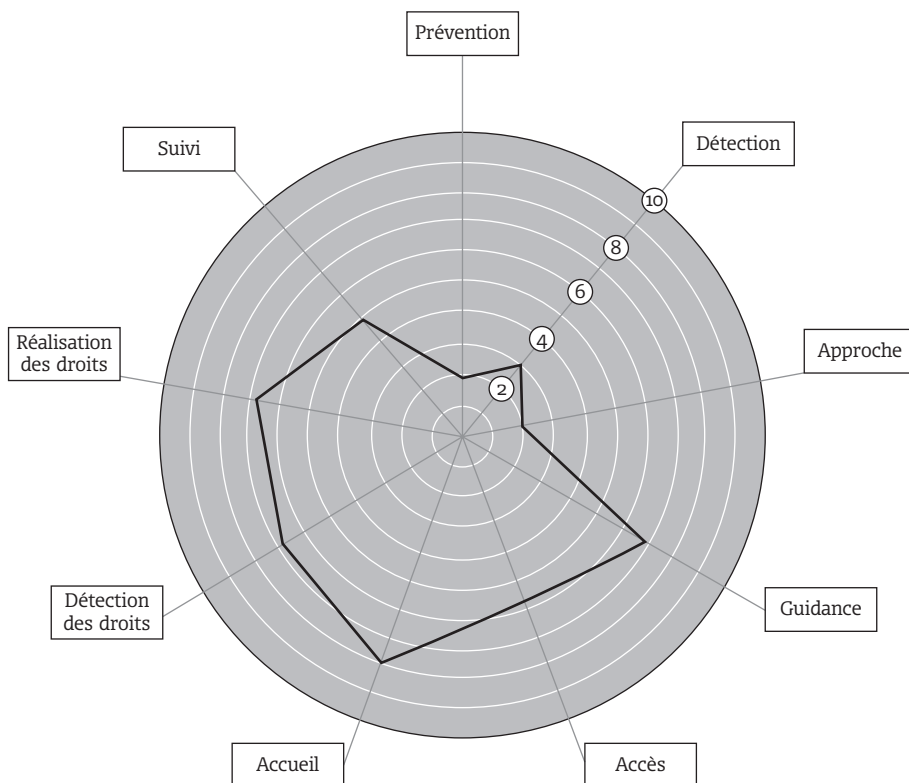 Prévention
Détection
Suivi
10
8
6
4
2
Approche
Réalisation
des droits
Guidance
Détection
des droits
Accueil
Accès